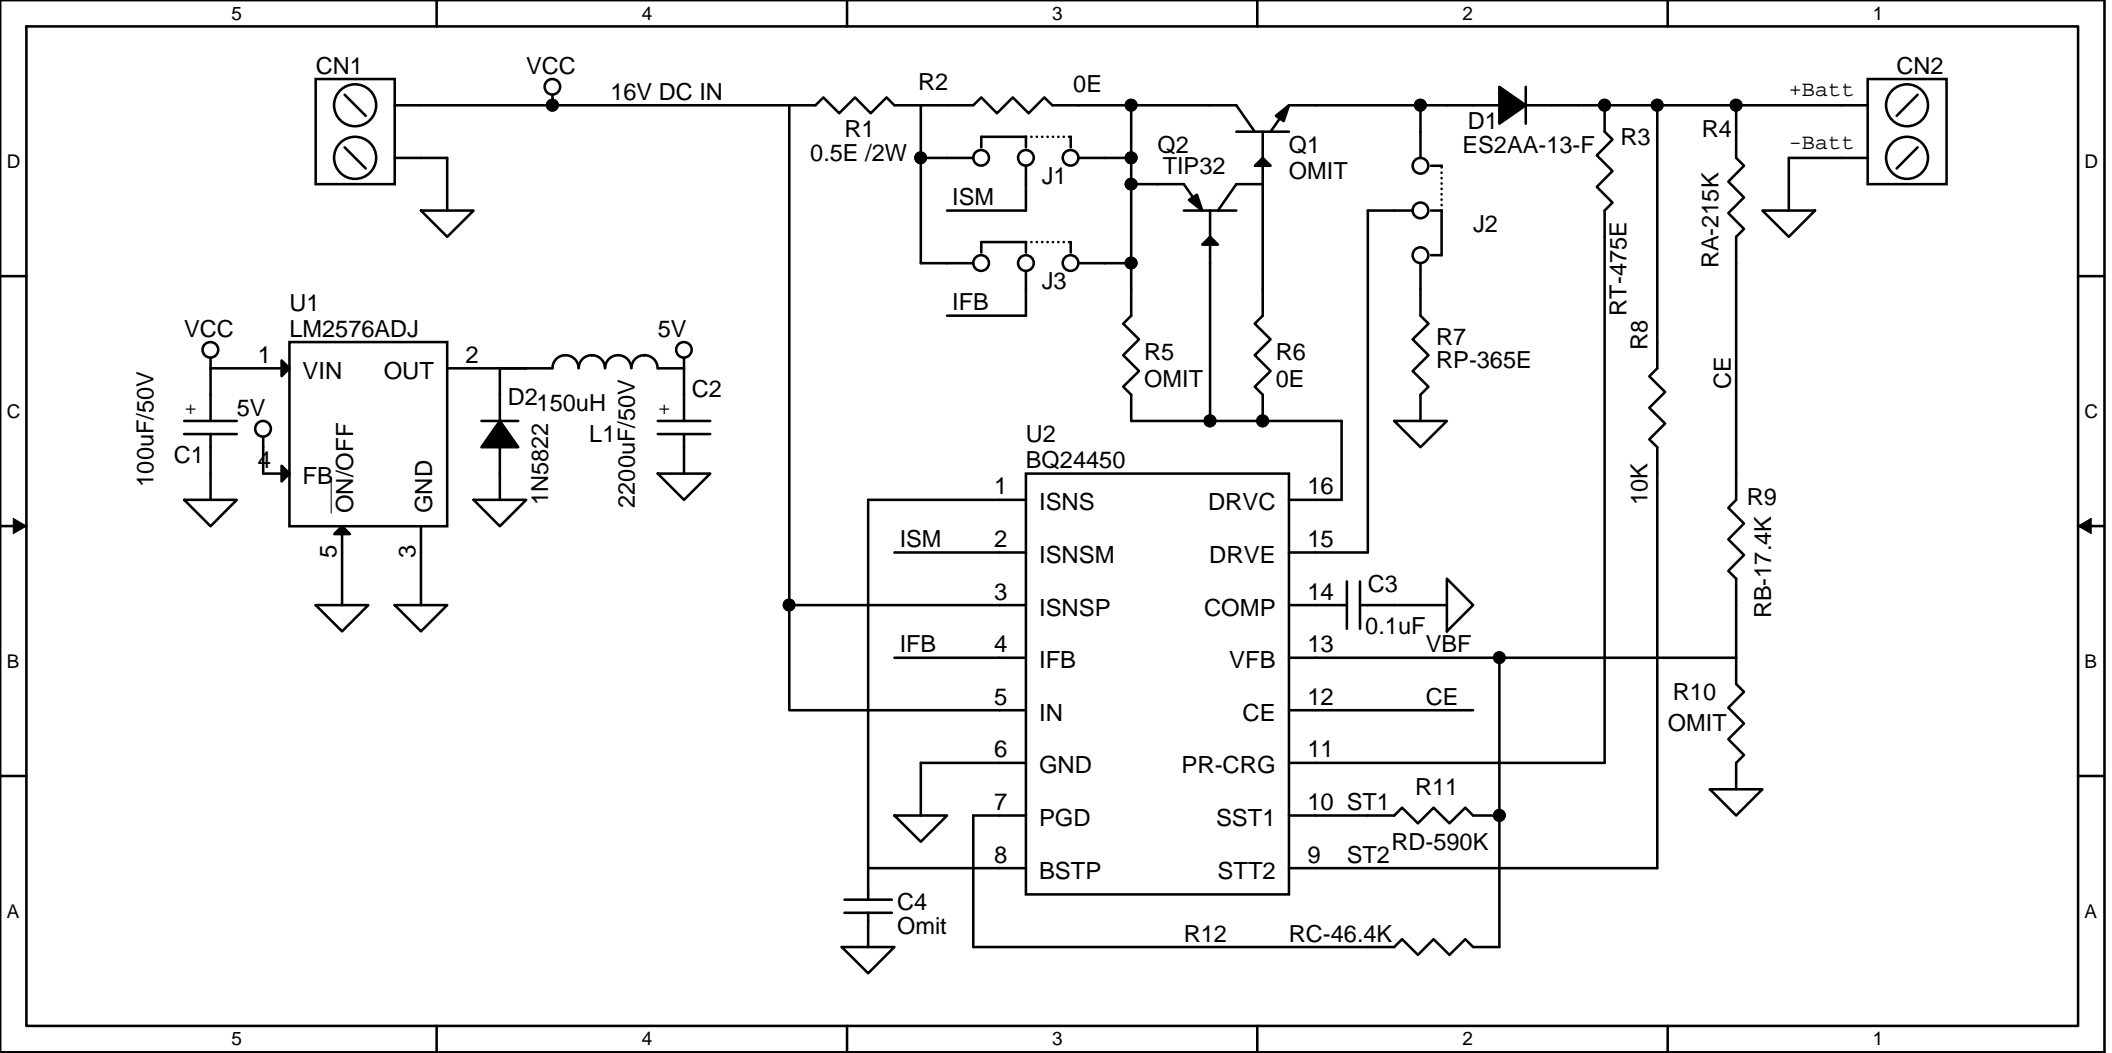 5 4 3 2 1
CN1
VCC
16V DC IN
R2
0E
+Batt
CN2
R1
0.5E /2W
J1
ISM
Q2
TIP32
Q1
OMIT
D1
ES2AA-13-F
R3
R4
-Batt
D
D
J3
IFB
J2
RT-475E
RA-215K
U1
LM2576ADJ
VCC
1
VIN
OUT
2
5V
R5
OMIT
R6
0E
R7
RP-365E
R8
CE
C
C
100uF/50V
+
C1
5V
4
FB
ON/OFF
GND
D2
150uH
L1
1N5822
2200uF/50V
+
C2
5
3
10K
R9
RB-17.4K
U2
BQ24450
1
ISNS
DRVC
16
ISM
2
ISNSM
DRVE
15
3
ISNSP
COMP
14
C3
0.1uF
IFB
4
IFB
VFB
13
VBF
5
IN
CE
12
CE
6
GND
PR-CRG
11
7
PGD
SST1
10
ST1
R11
RD-590K
8
BSTP
STT2
9
ST2
R10
OMIT
B
B
C4
Omit
R12
RC-46.4K
A
A
5 4 3 2 1